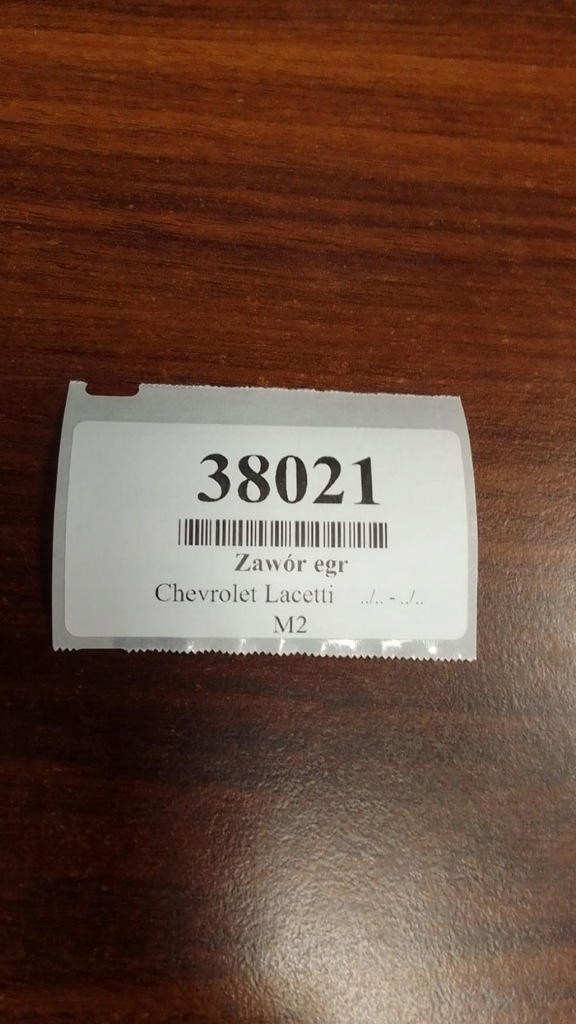 38021
Zawór egr
Chevrolet Lacetti ../.. - ../..
M2